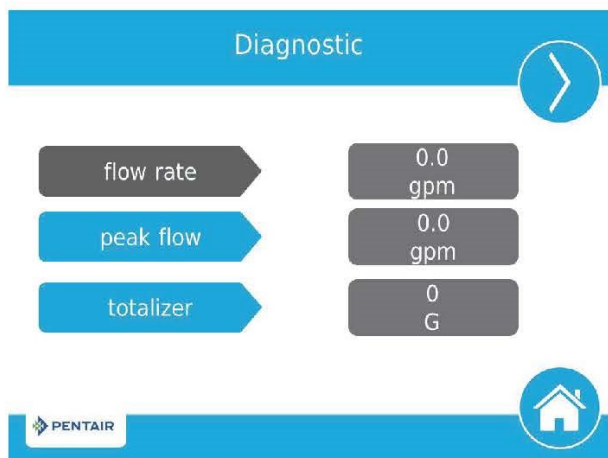 Diagnostic
flow rate
0.0
gpm
peak flow
0.0
gpm
totalizer
0
G
PENTAIR